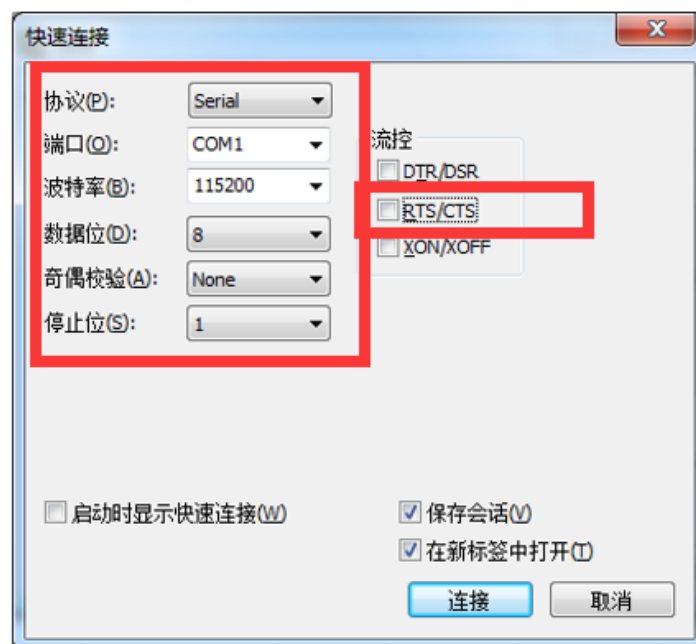 快速连接
协议(P): Serial
端口(O): COM1
波特率(B): 115200
数据位(D): 8
奇偶校验(A): None
停止位(S): 1
流控
DTR/DSR
RTS/CTS
XON/XOFF
启动时显示快速连接(W)
保存会话(V)
在新标签中打开(T)
连接
取消